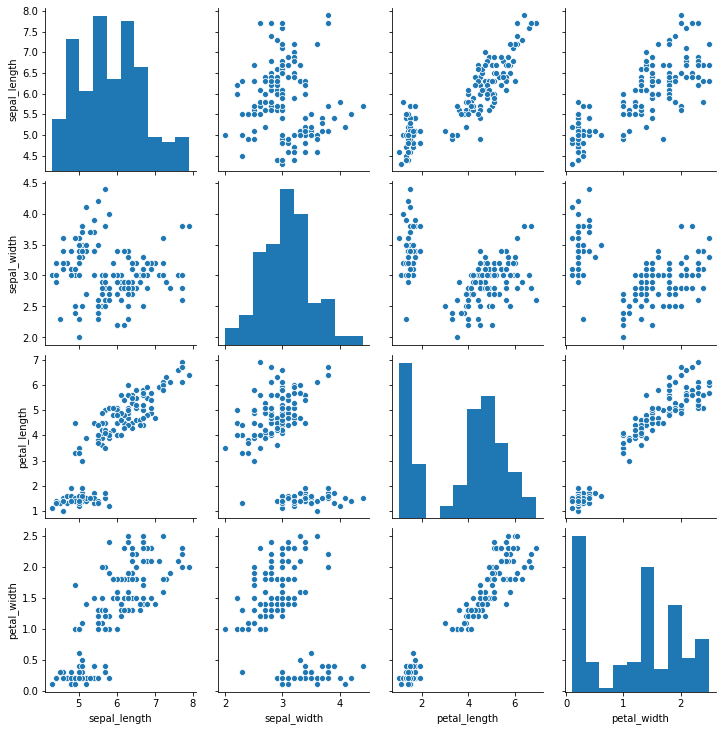 8.0
7.5
7.0
6.5
6.0
5.5
5.0
4.5
sepal_length
4.5
4.0
3.5
3.0
2.5
2.0
sepal_width
7
6
5
4
3
2
1
petal_length
2.5
2.0
1.5
1.0
0.5
0.0
petal_width
5 6 7 8
sepal_length
2 3 4
sepal_width
2 4 6
petal_length
0 1 2
petal_width